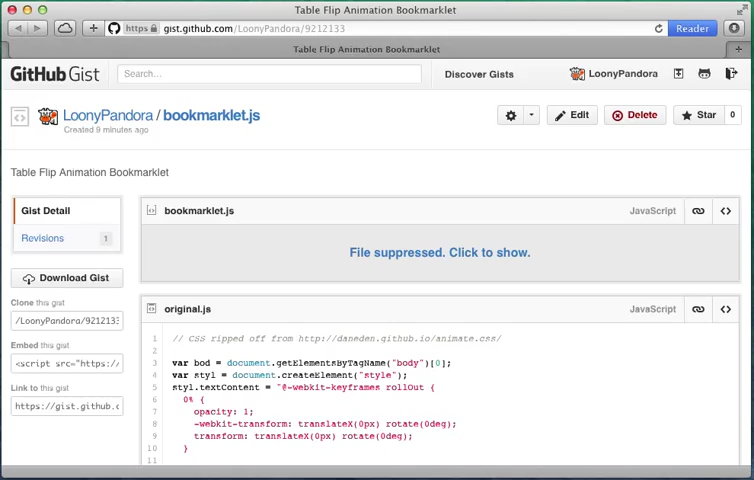 Table Flip Animation Bookmarklet
https gist.github.com/LoonyPandora/9212133 Reader
Table Flip Animation Bookmarklet
GitHub Gist Search... Discover Gists LoonyPandora
LoonyPandora / bookmarklet.js Edit Delete Star 0
Created 9 minutes ago
Table Flip Animation Bookmarklet
Gist Detail
Revisions 1
Download Gist
Clone this gist
/LoonyPandora/9212133
Embed this gist
<script src="https://
Link to this gist
https://gist.github.c
bookmarklet.js JavaScript
File suppressed. Click to show.
original.js JavaScript
1 // CSS ripped off from http://daneden.github.io/animate.css/
2
3 var bod = document.getElementsByTagName("body")[0];
4 var styl = document.createElement("style");
5 styl.textContent = "@-webkit-keyframes rollOut {
6 0% {
7 opacity: 1;
8 -webkit-transform: translateX(0px) rotate(0deg);
9 transform: translateX(0px) rotate(0deg);
10 }
11